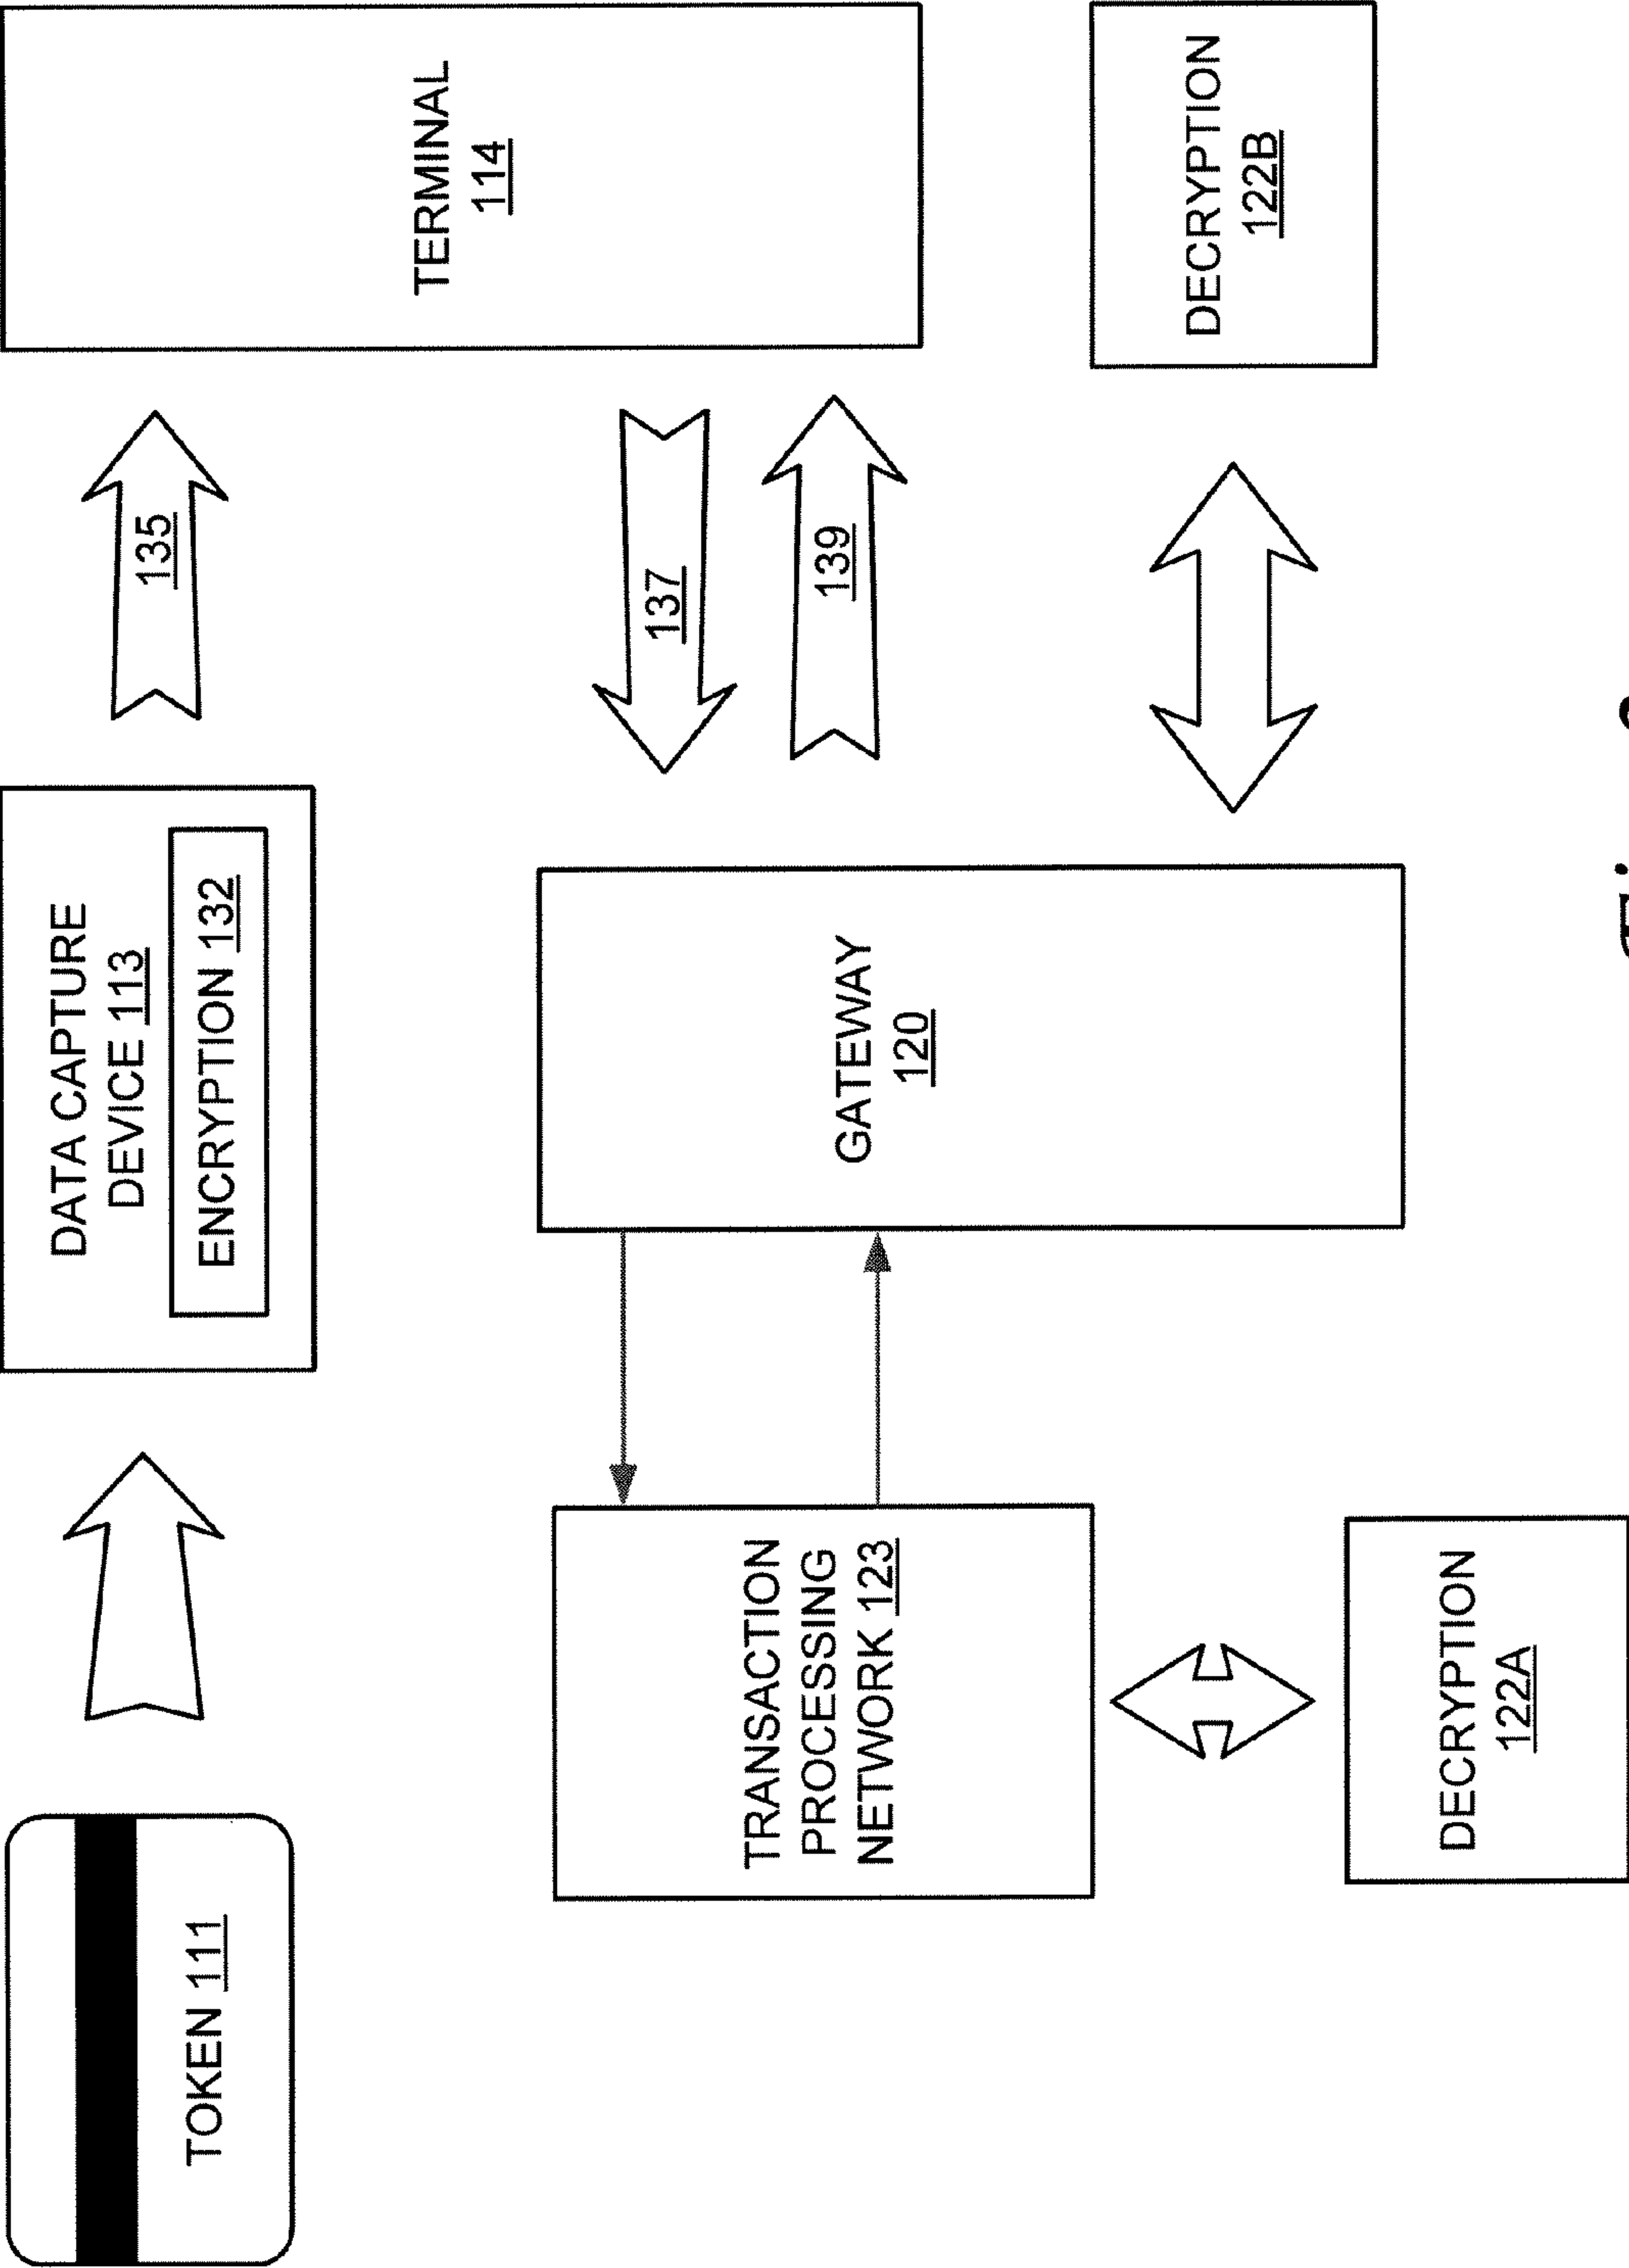 TOKEN 111
DATA CAPTURE
DEVICE 113
ENCRYPTION 132
135
TERMINAL
114
137
139
TRANSACTION
PROCESSING
NETWORK 123
GATEWAY
120
DECRYPTION
122A
DECRYPTION
122B